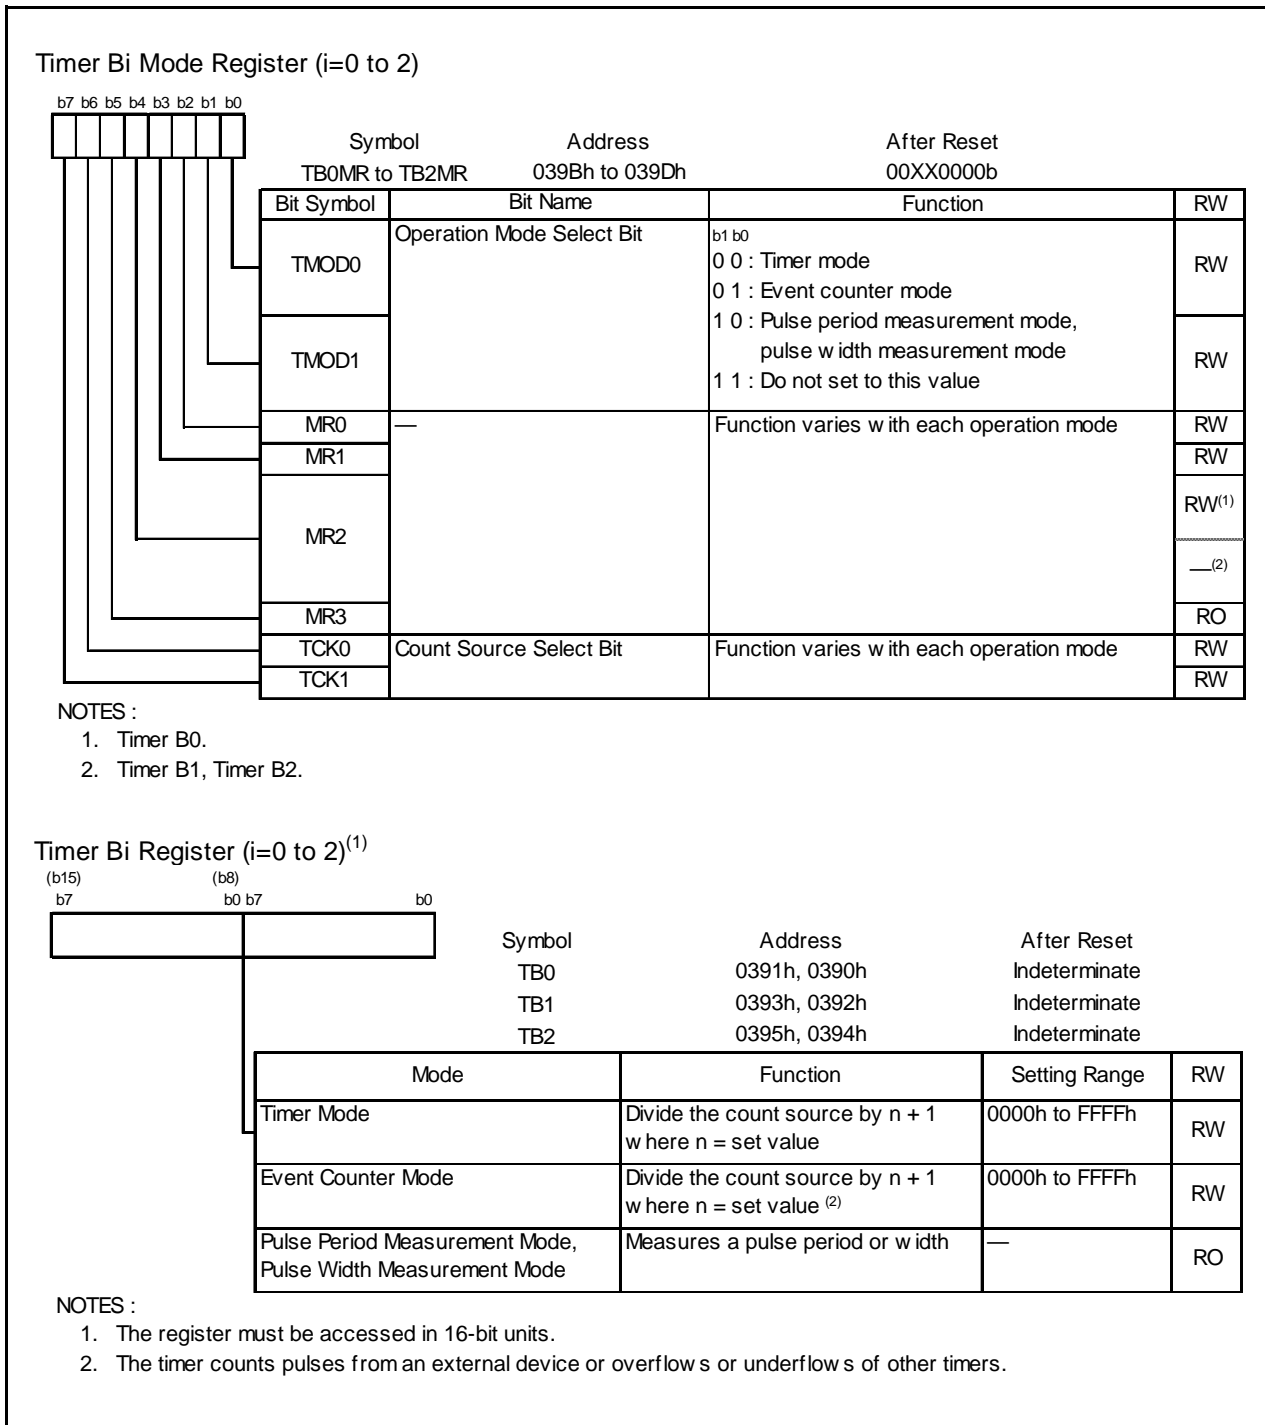 Timer Bi Mode Register (i=0 to 2)
b7 b6 b5 b4 b3 b2 b1 b0
Symbol Address After Reset
TB0MR to TB2MR 039Bh to 039Dh 00XX0000b
Bit Symbol Bit Name Function RW
TMOD0 Operation Mode Select Bit b1 b0
0 0 : Timer mode RW
0 1 : Event counter mode
TMOD1 1 0 : Pulse period measurement mode,
pulse width measurement mode RW
1 1 : Do not set to this value
MR0 — Function varies with each operation mode RW
MR1 RW
MR2 RW(1)
—(2)
MR3 RO
TCK0 Count Source Select Bit Function varies with each operation mode RW
TCK1 RW
NOTES :
1. Timer B0.
2. Timer B1, Timer B2.
Timer Bi Register (i=0 to 2)(1)
(b15) (b8)
b7 b0 b7 b0
Symbol Address After Reset
TB0 0391h, 0390h Indeterminate
TB1 0393h, 0392h Indeterminate
TB2 0395h, 0394h Indeterminate
Mode Function Setting Range RW
Timer Mode Divide the count source by n + 1 0000h to FFFFh RW
where n = set value
Event Counter Mode Divide the count source by n + 1 0000h to FFFFh RW
where n = set value (2)
Pulse Period Measurement Mode, Measures a pulse period or width — RO
Pulse Width Measurement Mode
NOTES :
1. The register must be accessed in 16-bit units.
2. The timer counts pulses from an external device or overflows or underflows of other timers.